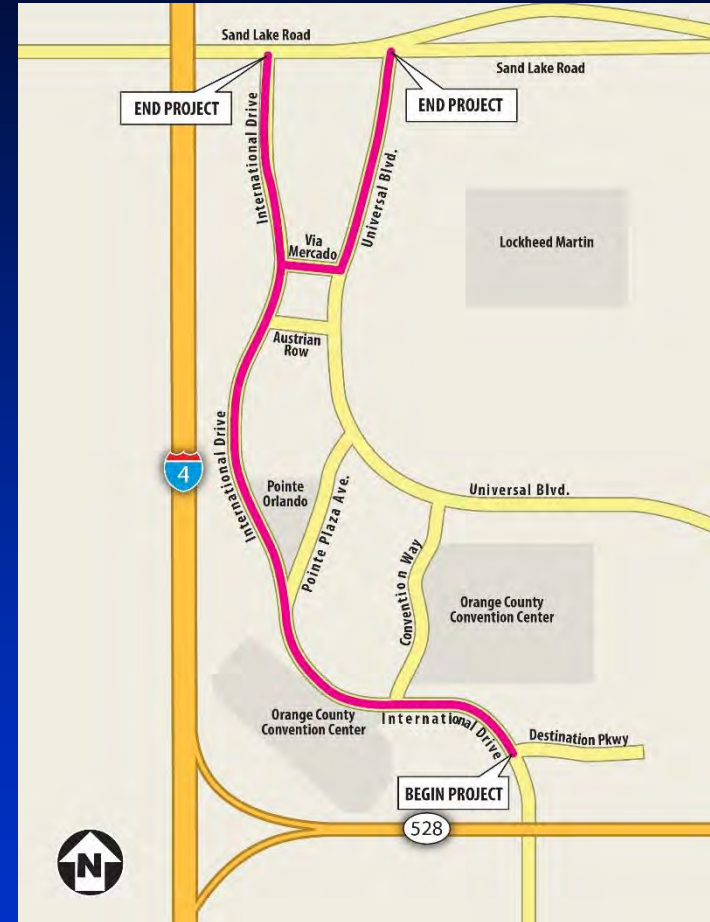 Sand Lake Road
Sand Lake Road
END PROJECT
END PROJECT
International Drive
Universal Blvd.
Via
Mercado
Lockheed Martin
Austrian
Row
International Drive
4
Pointe
Orlando
Pointe Plaza Ave.
Universal Blvd.
Convention Way
Orange County
Convention Center
Orange County
Convention Center
International Drive
Destination Pkwy
BEGIN PROJECT
528
N